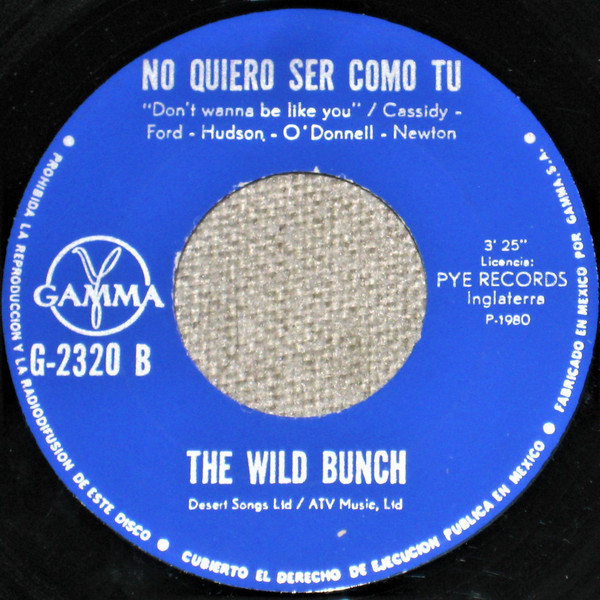 NO QUIERO SER COMO TU
"Don't wanna be like you" / Cassidy -
Ford - Hudson - O'Donnell - Newton
GAMMA
G-2320 B
3' 25"
Licencia:
PYE RECORDS
Inglaterra
P-1980
THE WILD BUNCH
Desert Songs Ltd / ATV Music, Ltd
● PROHIBIDA LA REPRODUCCION Y LA RADIODIFUSION DE ESTE DISCO ● CUBIERTO EL DERECHO DE EJECUCION PUBLICA EN MEXICO ● FABRICADO EN MEXICO POR GAMMA, S.A. ●